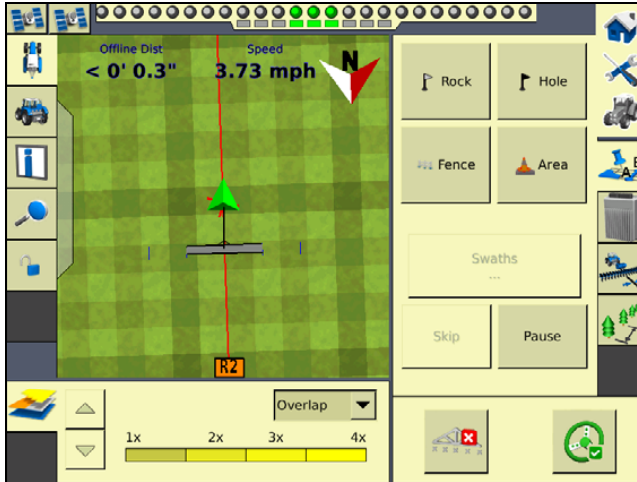 Offline Dist
Speed
< 0' 0.3"
3.73 mph
N
Rock
Hole
Fence
Area
A
Swaths
---
Skip
Pause
R2
Overlap
1x
2x
3x
4x